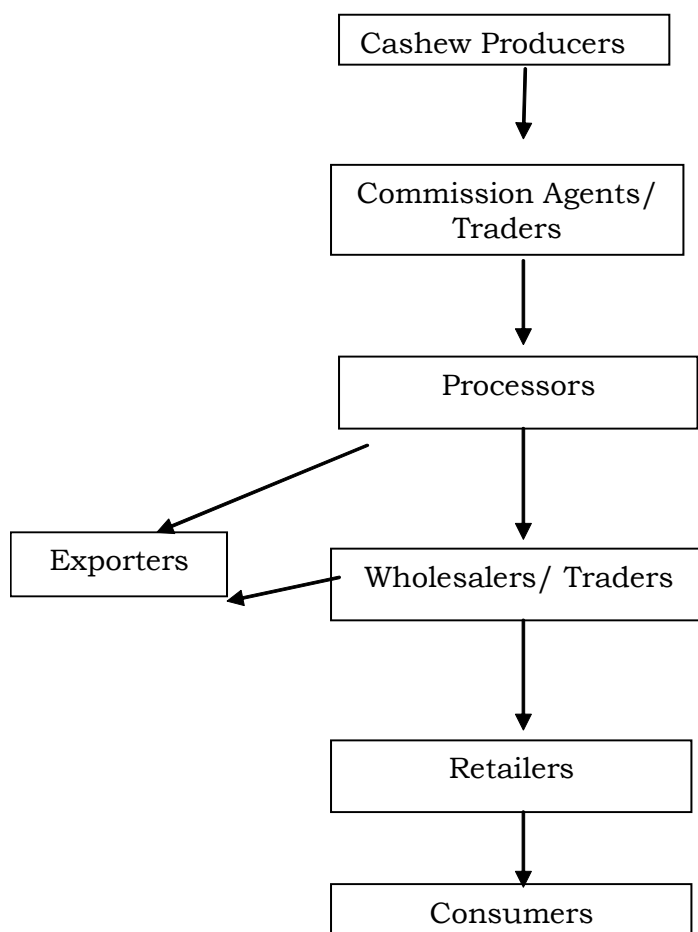 Cashew Producers
Commission Agents/
Traders
Processors
Exporters
Wholesalers/ Traders
Retailers
Consumers